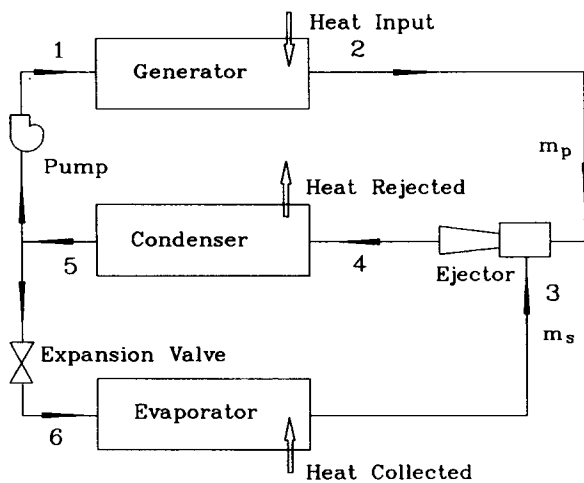 Heat Input
1
2
Generator
m_p
Pump
Heat Rejected
Condenser
5
4
Ejector
3
m_s
Expansion Valve
Evaporator
6
Heat Collected